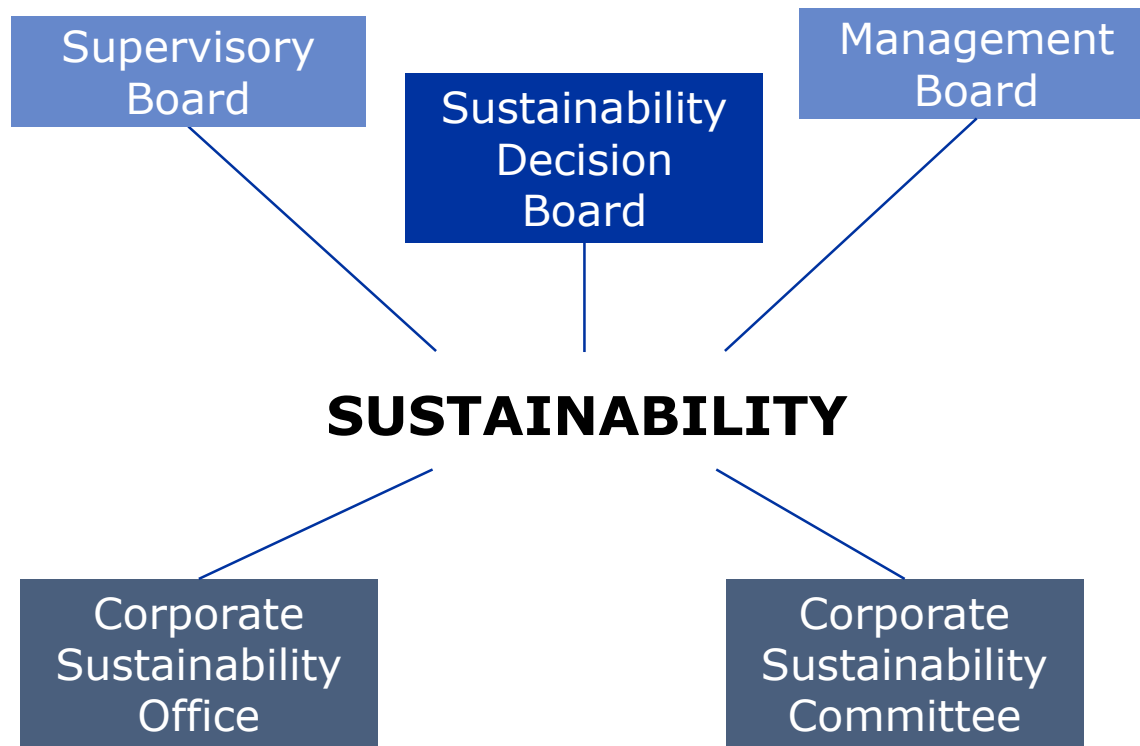 Supervisory
Board
Sustainability
Decision
Board
Management
Board
SUSTAINABILITY
Corporate
Sustainability
Office
Corporate
Sustainability
Committee